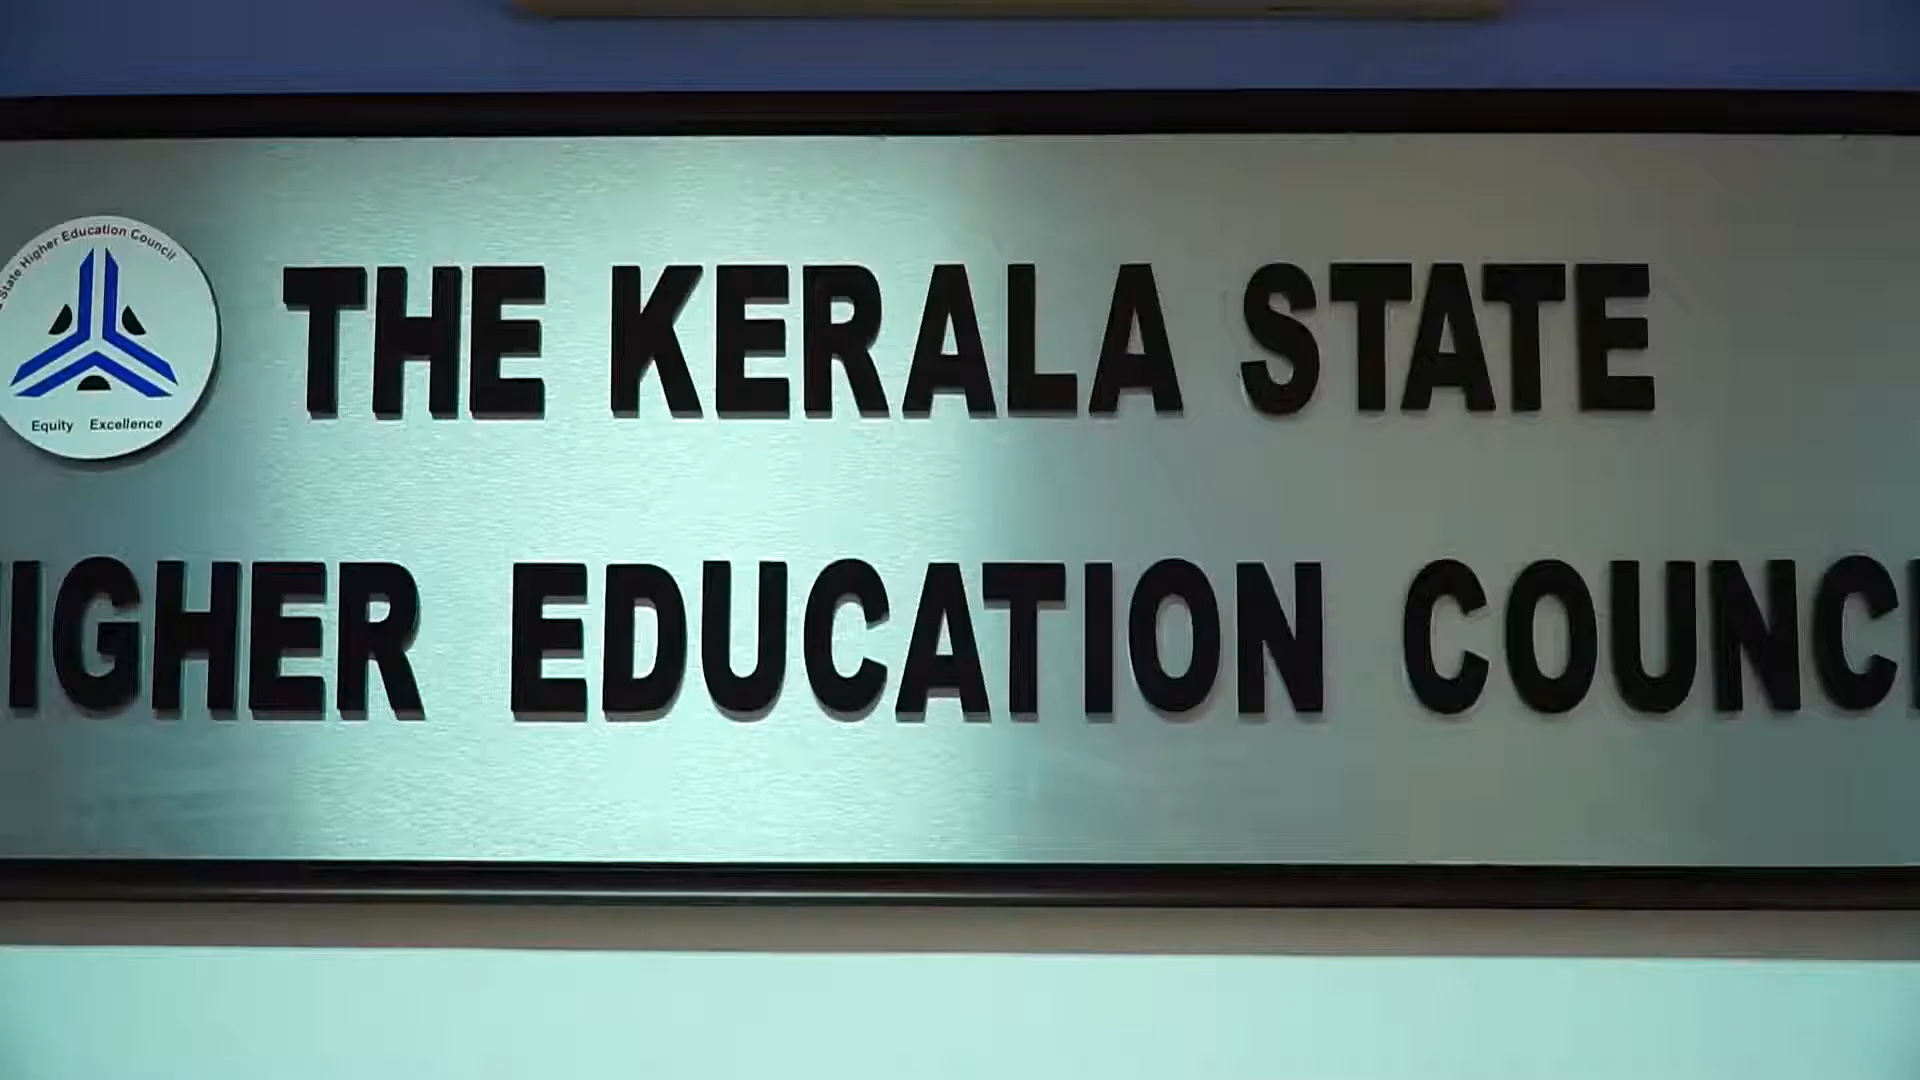 State Higher Education Council
Equity Excellence
THE KERALA STATE
IGHER EDUCATION COUNC